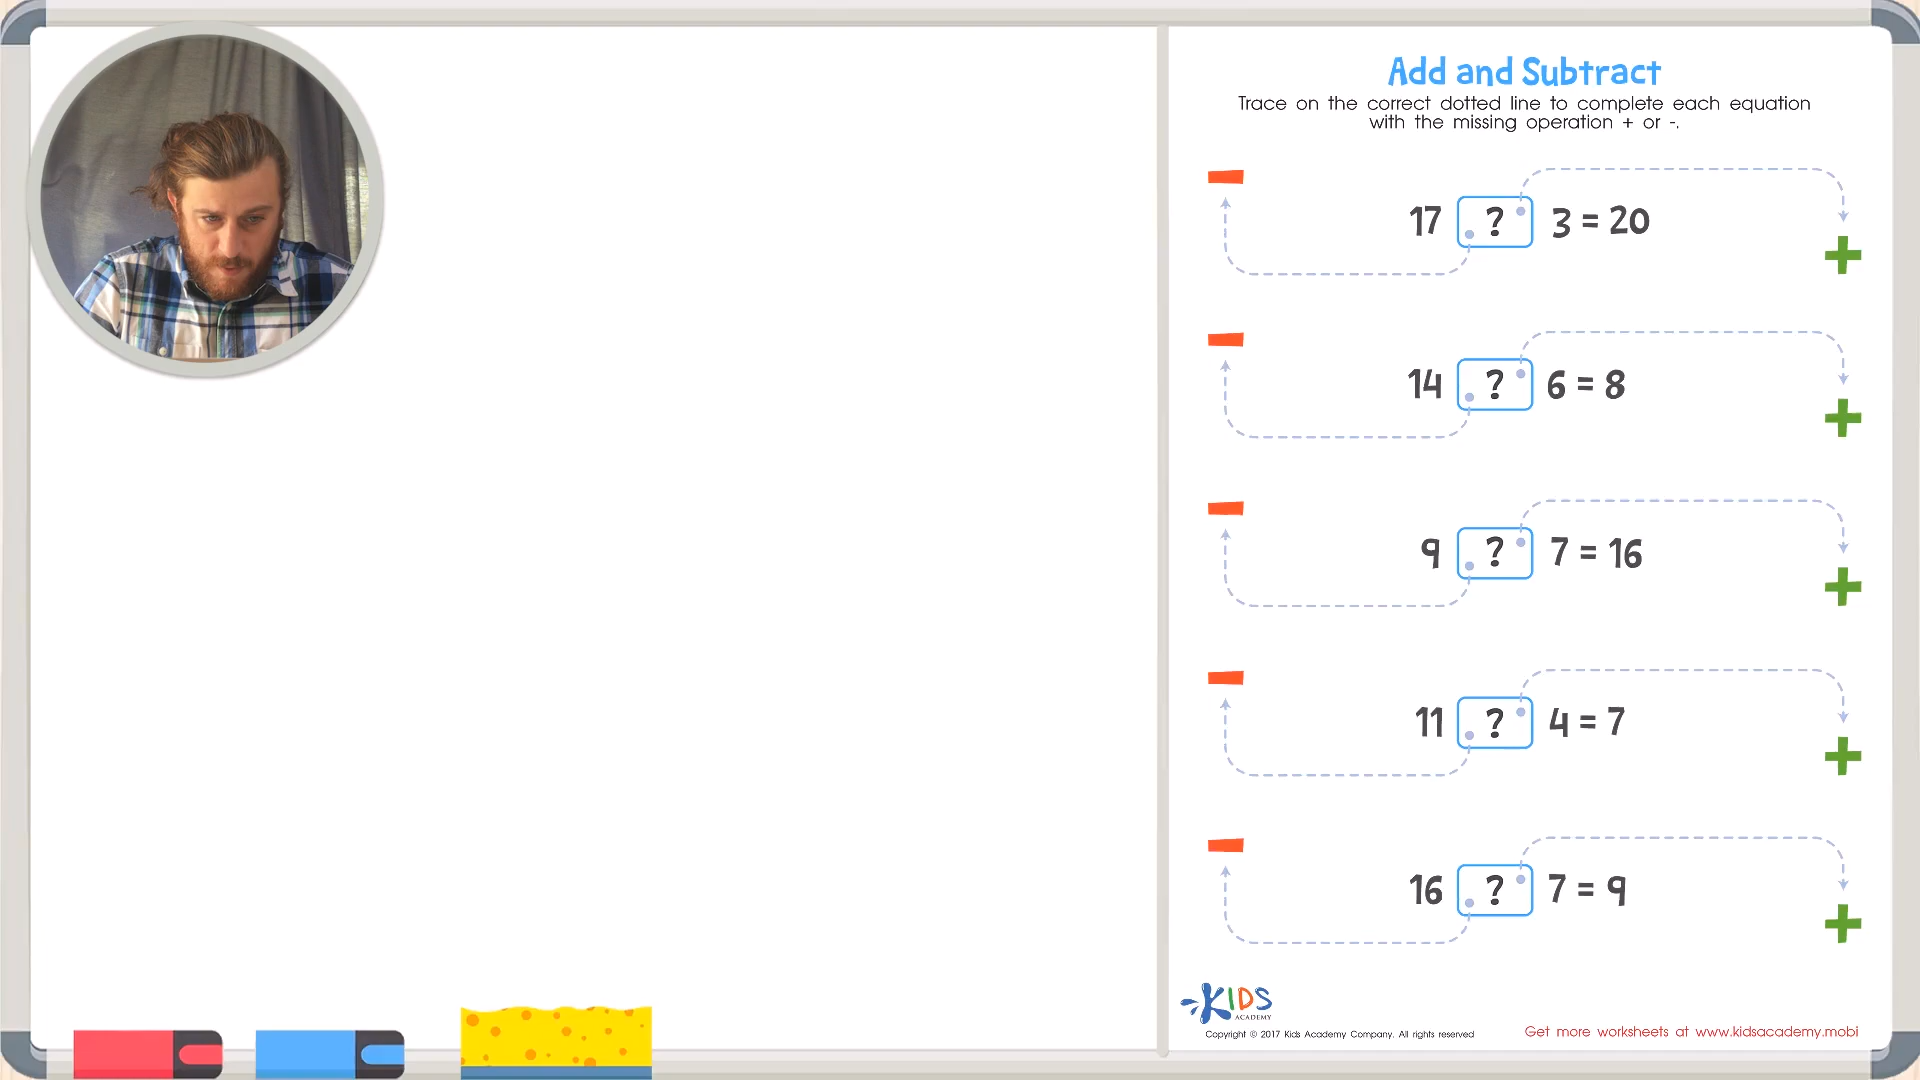 Add and Subtract
Trace on the correct dotted line to complete each equation
with the missing operation + or -.
17 ? 3 = 20
14 ? 6 = 8
9 ? 7 = 16
11 ? 4 = 7
16 ? 7 = 9
KIDS
ACADEMY
Copyright © 2017 Kids Academy Company. All rights reserved
Get more worksheets at www.kidsacademy.mobi